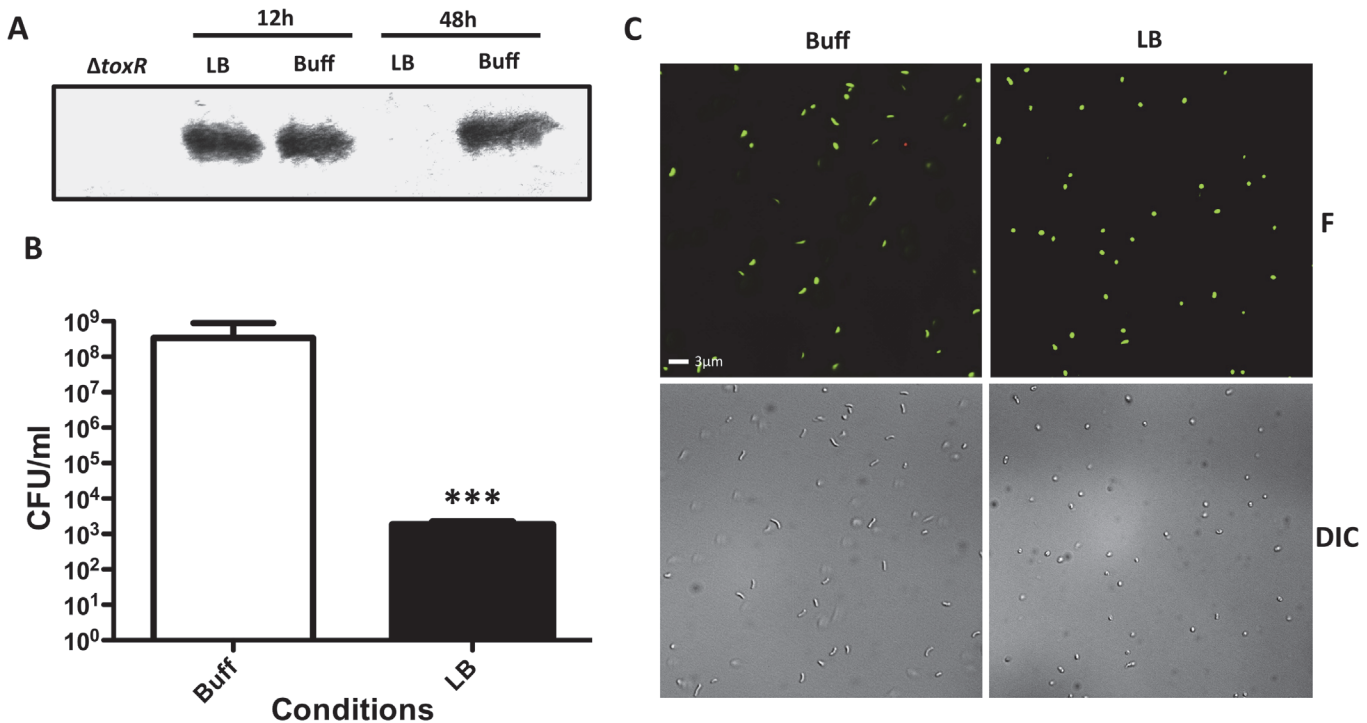 A
12h
48h
ΔtoxR
LB
Buff
LB
Buff
B
CFU/ml
10⁹
10⁸
10⁷
10⁶
10⁵
10⁴
10³
10²
10¹
10⁰
***
Buff
LB
Conditions
C
Buff
LB
F
3µm
DIC